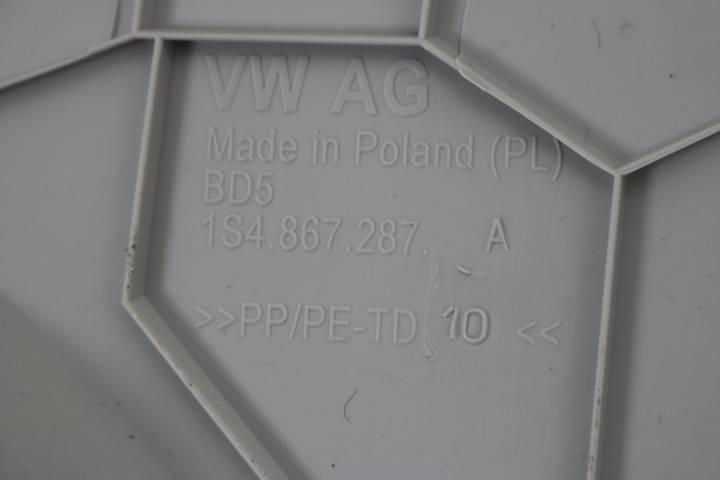 VW AG
Made in Poland (PL)
BD5
1S4.867.287. A
>>PP/PE-TD 10 <<